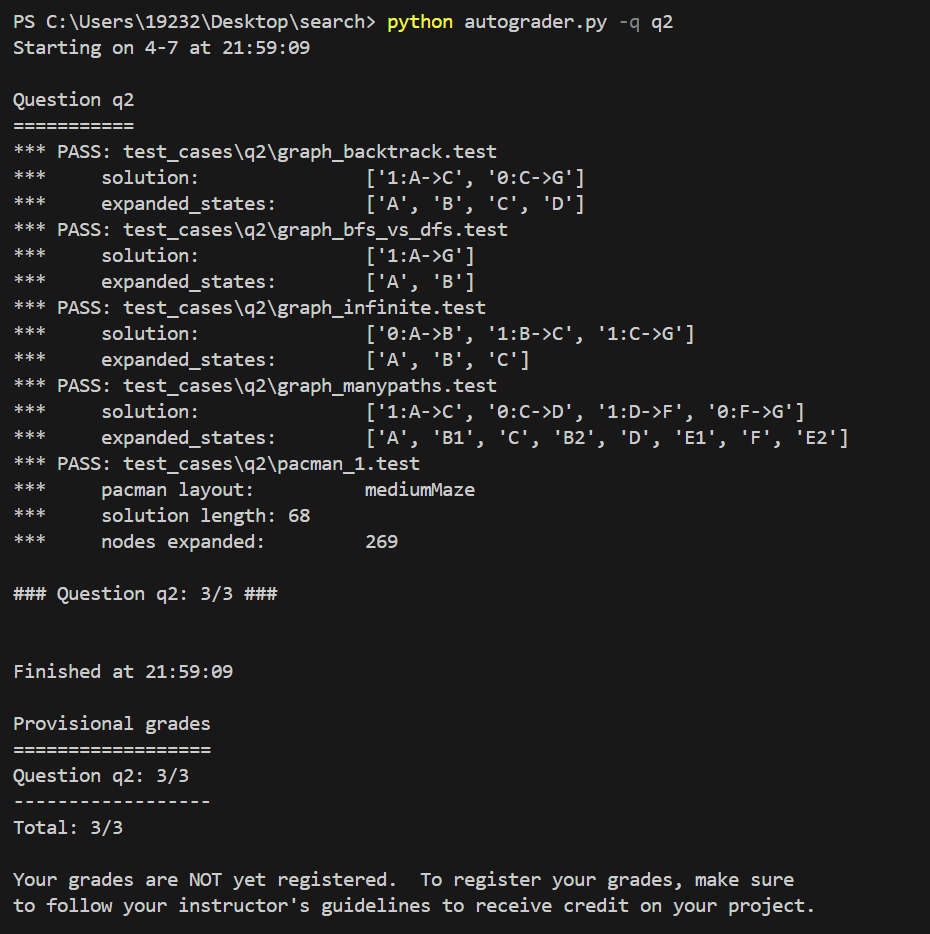 PS C:\Users\19232\Desktop\search> python autograder.py -q q2
Starting on 4-7 at 21:59:09

Question q2
===========
*** PASS: test_cases\q2\graph_backtrack.test
***     solution:               ['1:A->C', '0:C->G']
***     expanded_states:        ['A', 'B', 'C', 'D']
*** PASS: test_cases\q2\graph_bfs_vs_dfs.test
***     solution:               ['1:A->G']
***     expanded_states:        ['A', 'B']
*** PASS: test_cases\q2\graph_infinite.test
***     solution:               ['0:A->B', '1:B->C', '1:C->G']
***     expanded_states:        ['A', 'B', 'C']
*** PASS: test_cases\q2\graph_manypaths.test
***     solution:               ['1:A->C', '0:C->D', '1:D->F', '0:F->G']
***     expanded_states:        ['A', 'B1', 'C', 'B2', 'D', 'E1', 'F', 'E2']
*** PASS: test_cases\q2\pacman_1.test
***     pacman layout:          mediumMaze
***     solution length: 68
***     nodes expanded:         269

### Question q2: 3/3 ###


Finished at 21:59:09

Provisional grades
==================
Question q2: 3/3
------------------
Total: 3/3

Your grades are NOT yet registered.  To register your grades, make sure
to follow your instructor's guidelines to receive credit on your project.